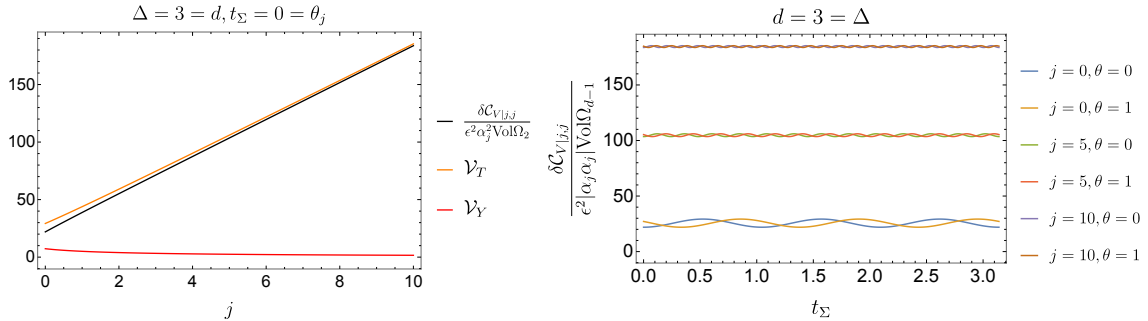 Δ = 3 = d, t_Σ = 0 = θ_j
150
100
50
0
0 2 4 6 8 10
j
δC_{V|j,j} / ϵ²α_j²VolΩ_2
V_T
V_Y
d = 3 = Δ
δC_{V|j,j} / ϵ²|α_jα_j|VolΩ_{d−1}
150
100
50
0
0.0 0.5 1.0 1.5 2.0 2.5 3.0
t_Σ
j = 0, θ = 0
j = 0, θ = 1
j = 5, θ = 0
j = 5, θ = 1
j = 10, θ = 0
j = 10, θ = 1